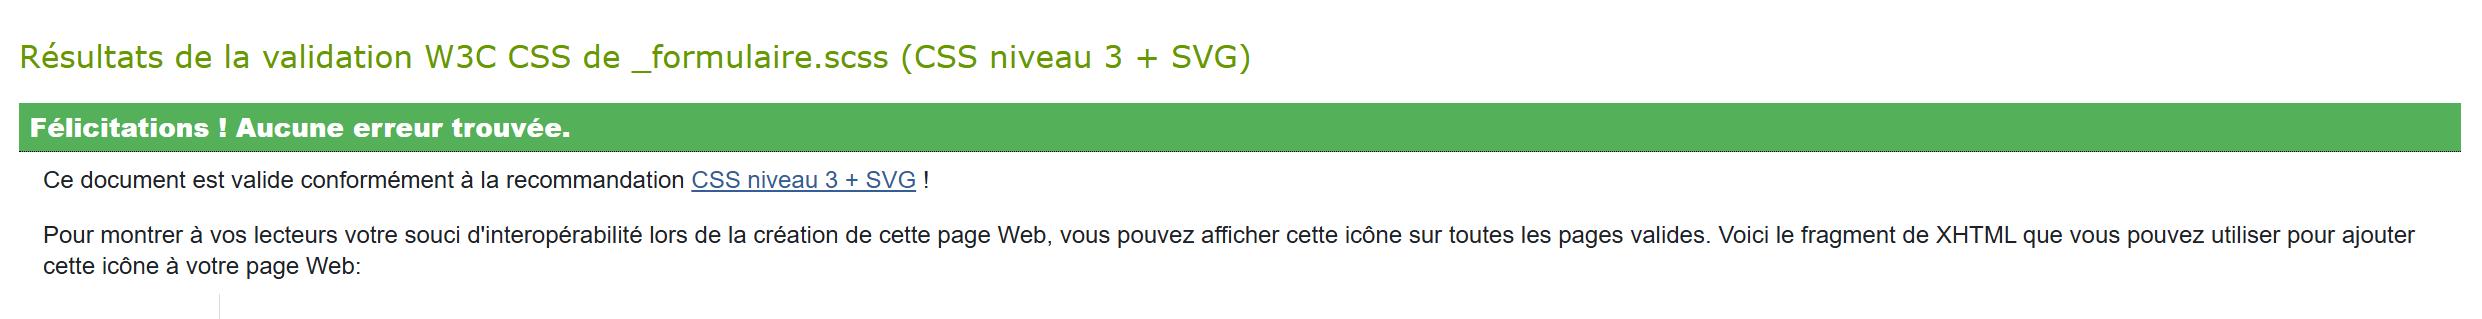 Résultats de la validation W3C CSS de _formulaire.scss (CSS niveau 3 + SVG)
Félicitations ! Aucune erreur trouvée.
Ce document est valide conformément à la recommandation CSS niveau 3 + SVG !
Pour montrer à vos lecteurs votre souci d'interopérabilité lors de la création de cette page Web, vous pouvez afficher cette icône sur toutes les pages valides. Voici le fragment de XHTML que vous pouvez utiliser pour ajouter
cette icône à votre page Web: